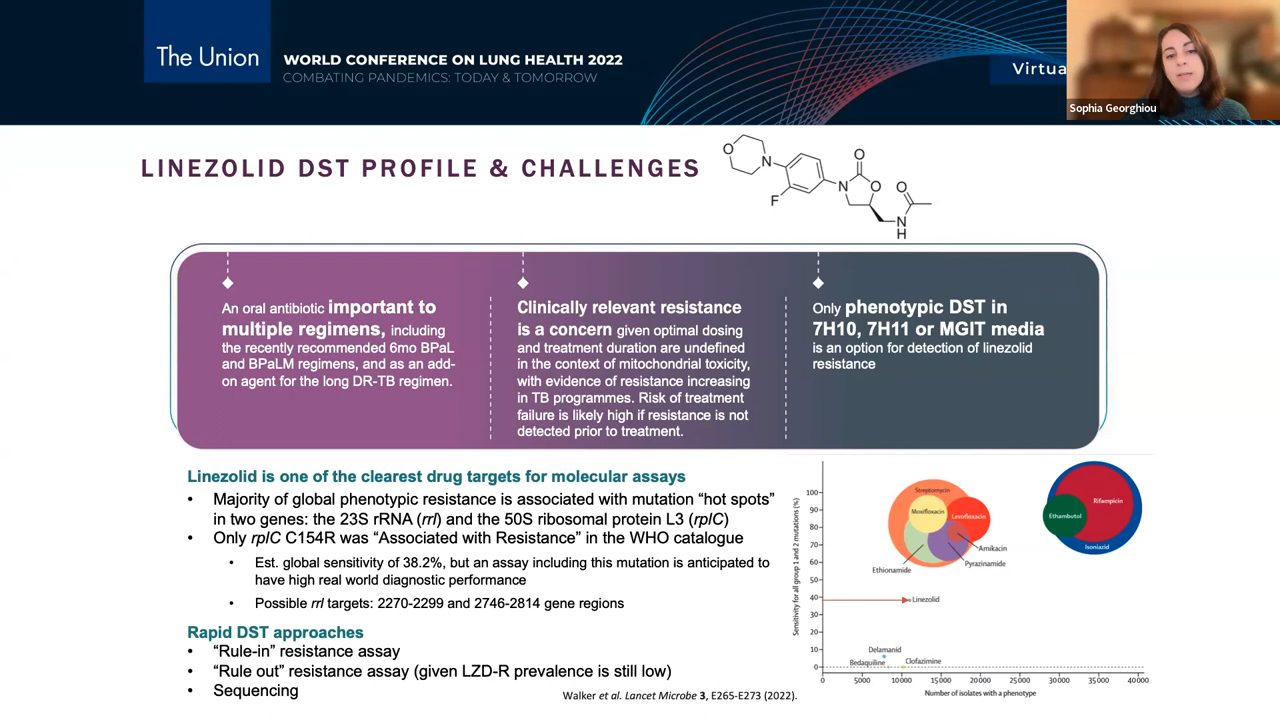 The Union
WORLD CONFERENCE ON LUNG HEALTH 2022
COMBATING PANDEMICS: TODAY & TOMORROW
Virtua
Sophia Georghiou
LINEZOLID DST PROFILE & CHALLENGES
O
N
F
N
O
O
O
N
H
An oral antibiotic important to
multiple regimens, including
the recently recommended 6mo BPaL
and BPaLM regimens, and as an add-
on agent for the long DR-TB regimen.
Clinically relevant resistance
is a concern given optimal dosing
and treatment duration are undefined
in the context of mitochondrial toxicity,
with evidence of resistance increasing
in TB programmes. Risk of treatment
failure is likely high if resistance is not
detected prior to treatment.
Only phenotypic DST in
7H10, 7H11 or MGIT media
is an option for detection of linezolid
resistance
Linezolid is one of the clearest drug targets for molecular assays
• Majority of global phenotypic resistance is associated with mutation “hot spots”
in two genes: the 23S rRNA (rrl) and the 50S ribosomal protein L3 (rplC)
• Only rplC C154R was “Associated with Resistance” in the WHO catalogue
• Est. global sensitivity of 38.2%, but an assay including this mutation is anticipated to
have high real world diagnostic performance
• Possible rrl targets: 2270-2299 and 2746-2814 gene regions
Rapid DST approaches
• “Rule-in” resistance assay
• “Rule out” resistance assay (given LZD-R prevalence is still low)
• Sequencing
Walker et al. Lancet Microbe 3, E265-E273 (2022).
Sensitivity for all group 1 and 2 mutations (%)
100
90
80
70
60
50
40
30
20
10
0
Streptomycin
Moxifloxacin
Levofloxacin
Amikacin
Pyrazinamide
Ethionamide
Rifampicin
Ethambutol
Isoniazid
Linezolid
Delamanid
Bedaquiline
Clofazimine
0 5000 10000 15000 20000 25000 30000 35000 40000
Number of isolates with a phenotype